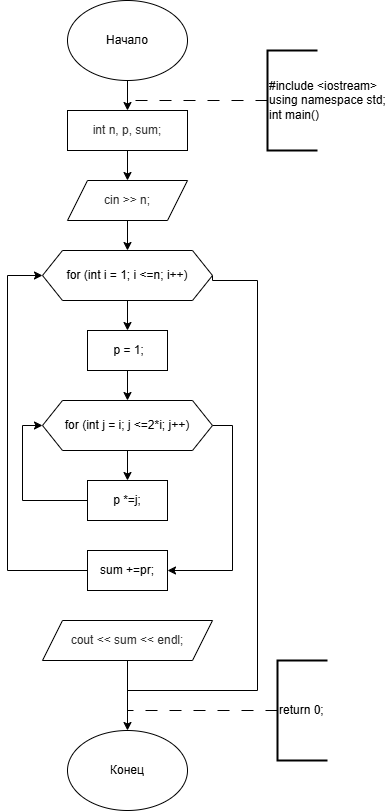 Начало
#include <iostream>
using namespace std;
int main()
int n, p, sum;
cin >> n;
for (int i = 1; i <=n; i++)
p = 1;
for (int j = i; j <=2*i; j++)
p *=j;
sum +=pr;
cout << sum << endl;
return 0;
Конец